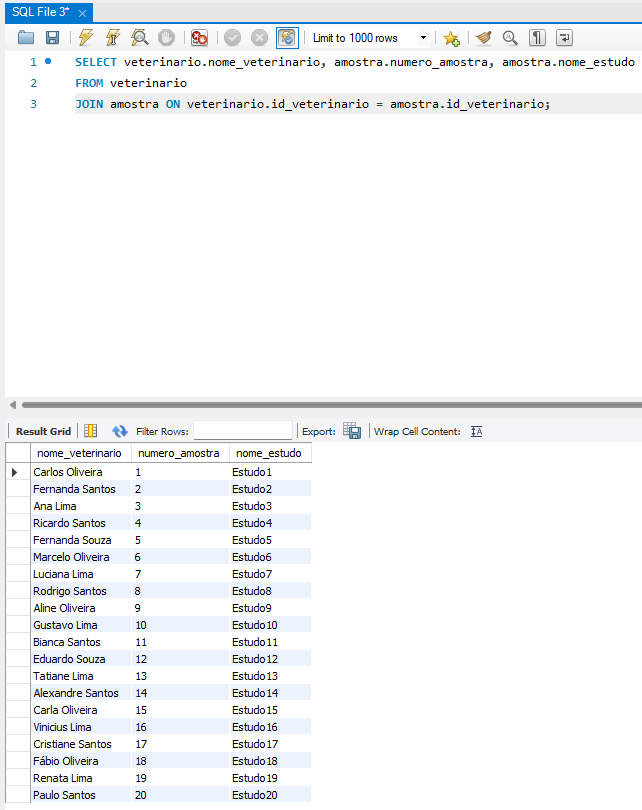 SQL File 3*
Limit to 1000 rows
1 SELECT veterinario.nome_veterinario, amostra.numero_amostra, amostra.nome_estudo
2 FROM veterinario
3 JOIN amostra ON veterinario.id_veterinario = amostra.id_veterinario;
Result Grid Filter Rows: Export: Wrap Cell Content:
nome_veterinario numero_amostra nome_estudo
Carlos Oliveira 1 Estudo1
Fernanda Santos 2 Estudo2
Ana Lima 3 Estudo3
Ricardo Santos 4 Estudo4
Fernanda Souza 5 Estudo5
Marcelo Oliveira 6 Estudo6
Luciana Lima 7 Estudo7
Rodrigo Santos 8 Estudo8
Aline Oliveira 9 Estudo9
Gustavo Lima 10 Estudo10
Bianca Santos 11 Estudo11
Eduardo Souza 12 Estudo12
Tatiane Lima 13 Estudo13
Alexandre Santos 14 Estudo14
Carla Oliveira 15 Estudo15
Vinicius Lima 16 Estudo16
Cristiane Santos 17 Estudo17
Fábio Oliveira 18 Estudo18
Renata Lima 19 Estudo19
Paulo Santos 20 Estudo20